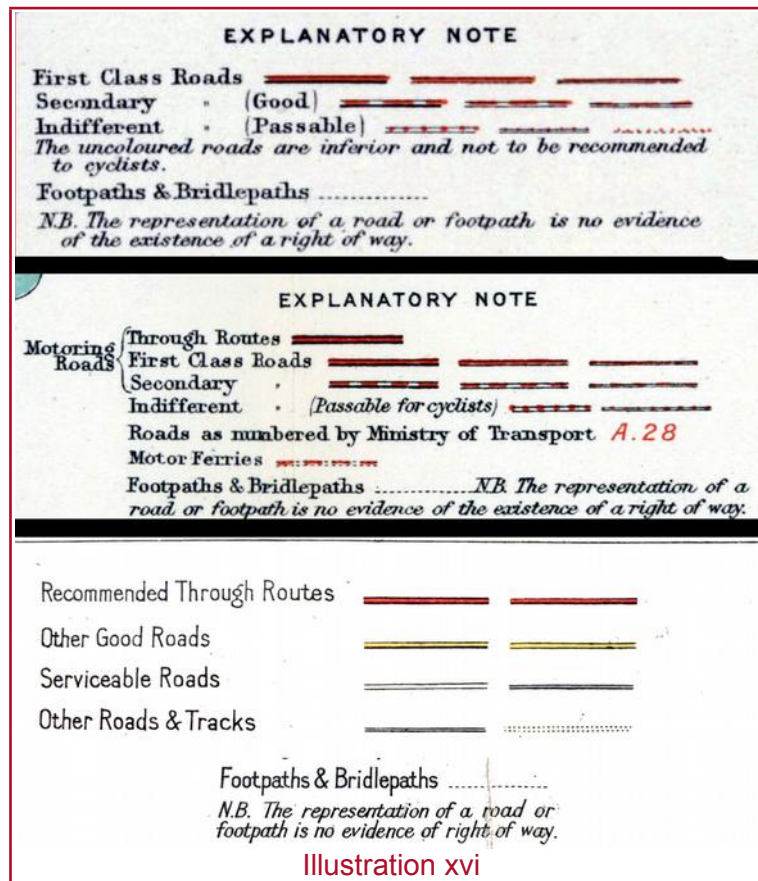 EXPLANATORY NOTE
First Class Roads
Secondary " (Good)
Indifferent " (Passable)
The uncoloured roads are inferior and not to be recommended
to cyclists.
Footpaths & Bridlepaths ..............
N.B. The representation of a road or footpath is no evidence
of the existence of a right of way.
EXPLANATORY NOTE
Motoring Roads
Through Routes
First Class Roads
Secondary "
Indifferent " (Passable for cyclists)
Roads as numbered by Ministry of Transport A.28
Motor Ferries
Footpaths & Bridlepaths .............. N.B. The representation of a
road or footpath is no evidence of the existence of a right of way.
Recommended Through Routes
Other Good Roads
Serviceable Roads
Other Roads & Tracks
Footpaths & Bridlepaths ..............
N.B. The representation of a road or
footpath is no evidence of right of way.
Illustration xvi